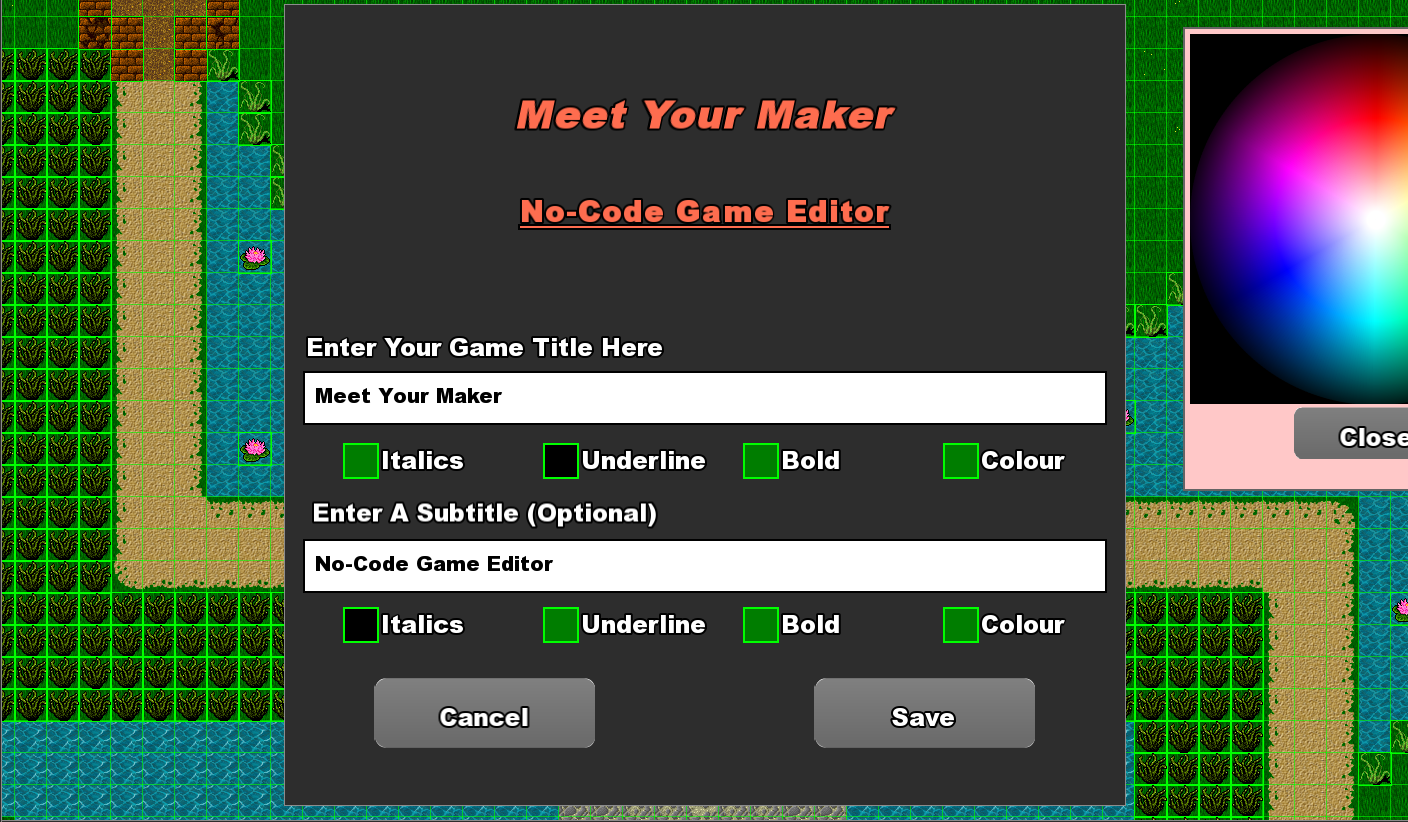 Meet Your Maker
No-Code Game Editor
Enter Your Game Title Here
Meet Your Maker
Italics Underline Bold Colour
Enter A Subtitle (Optional)
No-Code Game Editor
Italics Underline Bold Colour
Cancel Save
Close